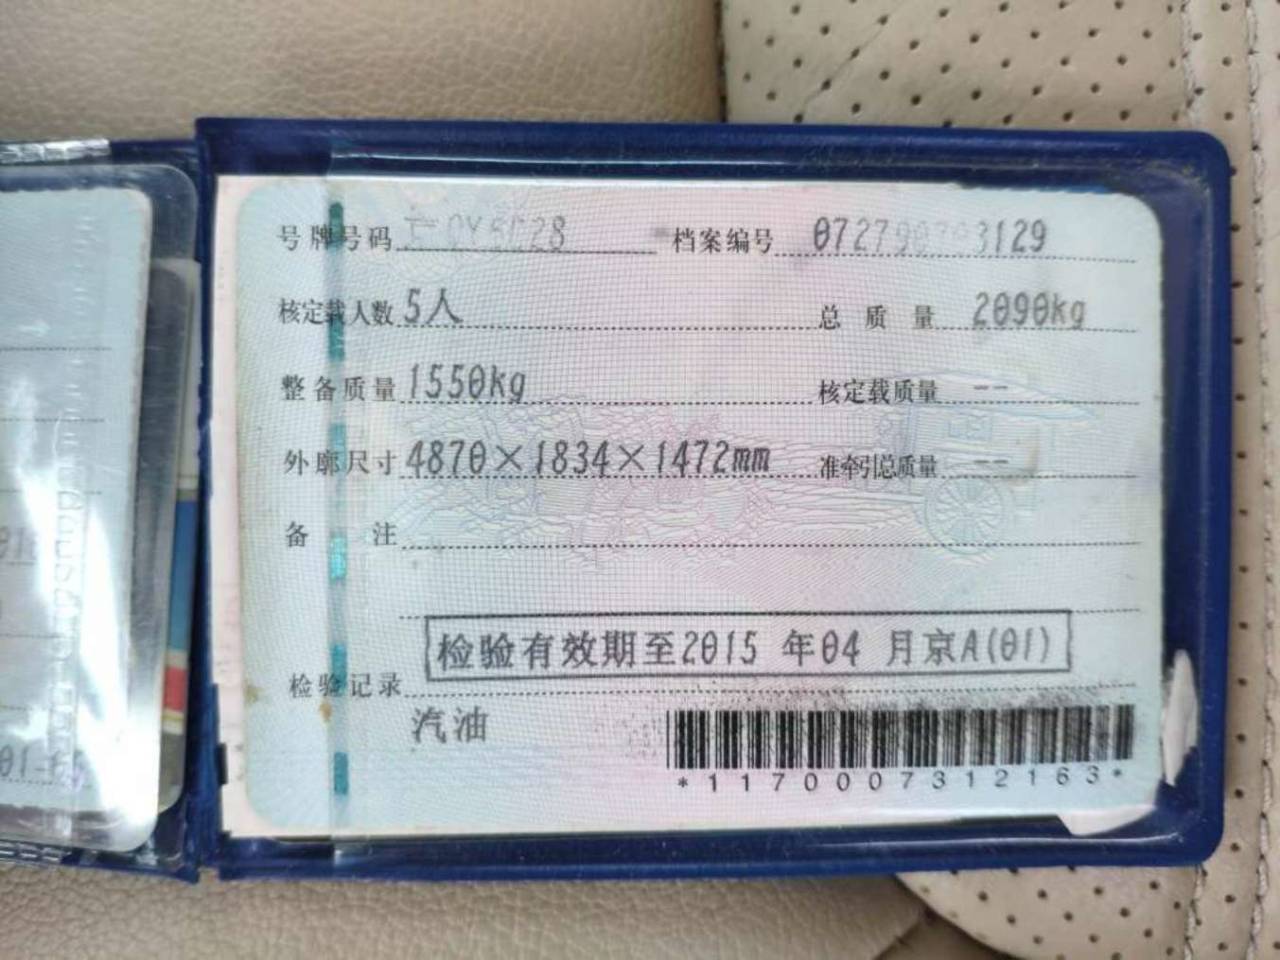 号牌号码 档案编号
核定载人数 5人 总质量 2090kg
整备质量 1550kg 核定载质量 --
外廓尺寸 4870×1834×1472mm 准牵引总质量 --
备注
检验有效期至2015 年04 月京A(01)
检验记录
汽油
*1170007312163*